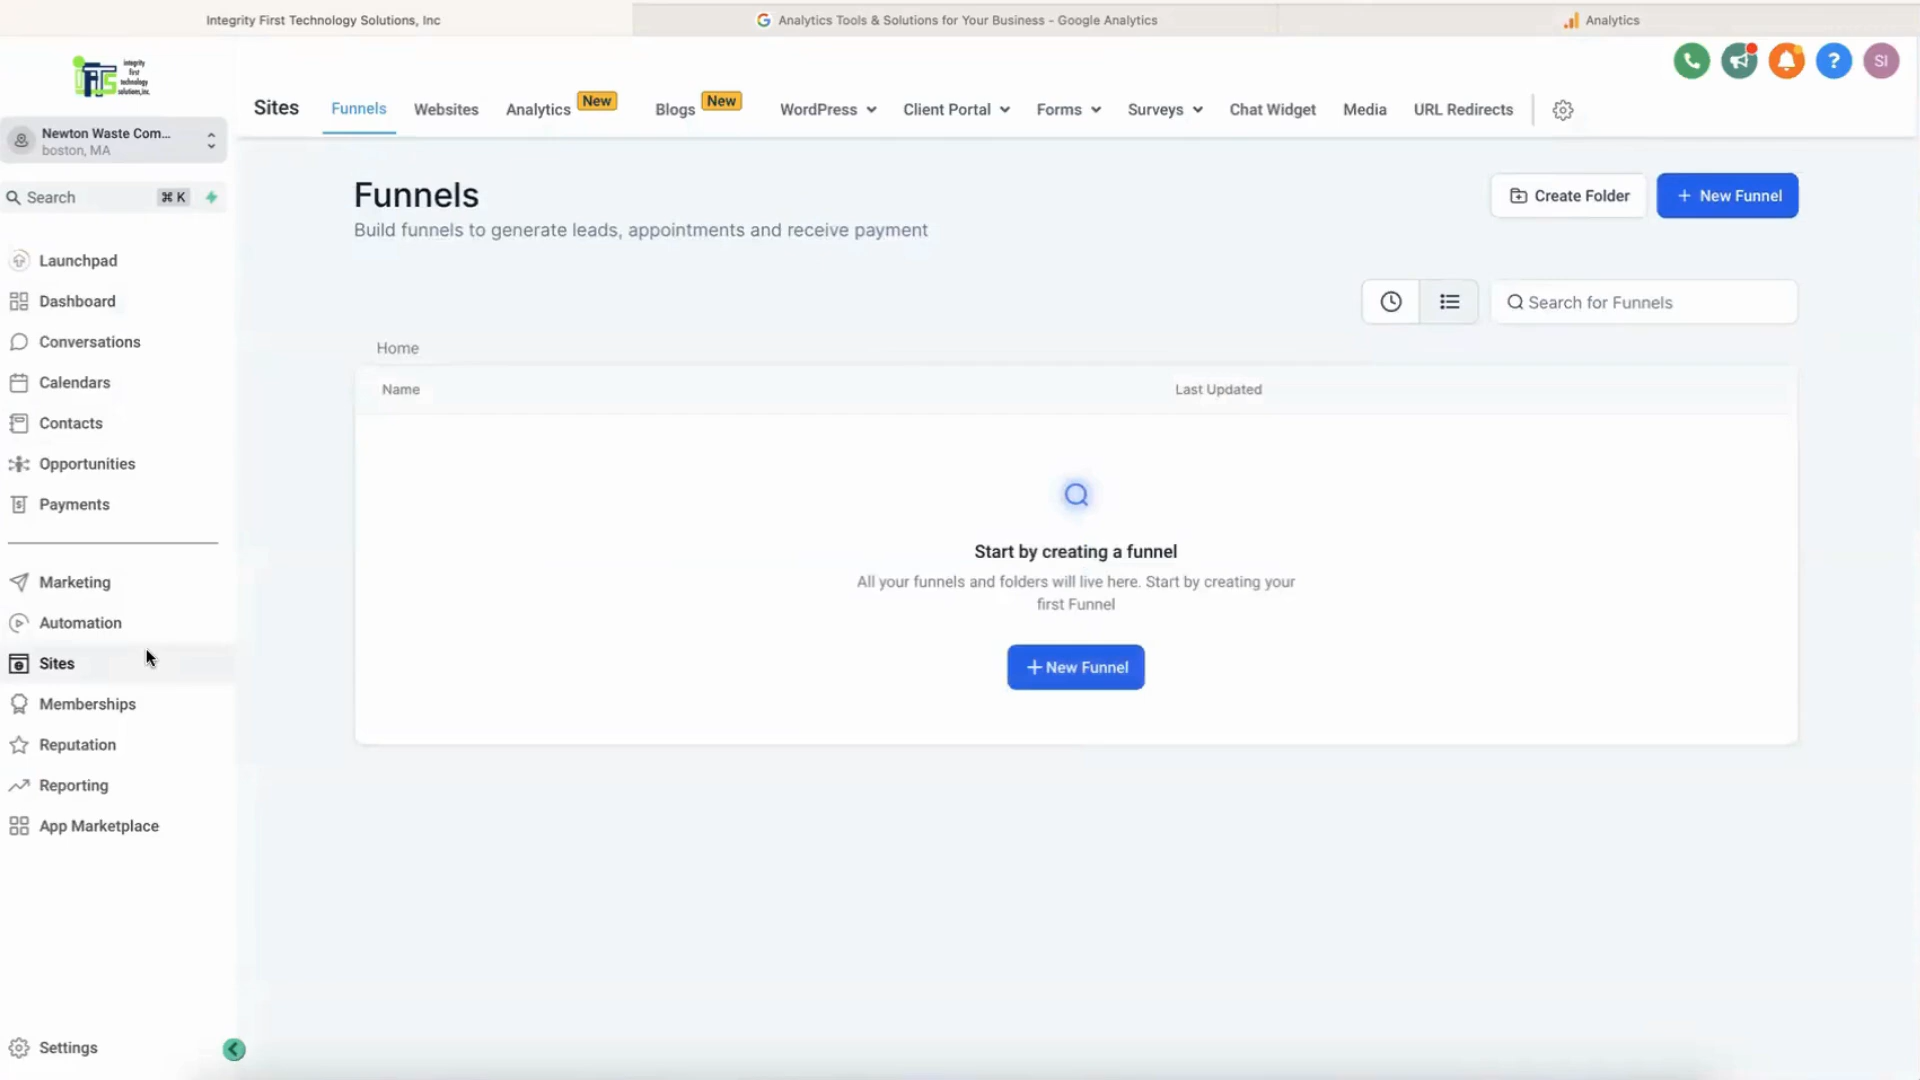 Integrity First Technology Solutions, Inc
Analytics Tools & Solutions for Your Business - Google Analytics
Analytics
integrity
first
technology
solutions,inc.
Newton Waste Com...
boston, MA
Search
⌘ K
Launchpad
Dashboard
Conversations
Calendars
Contacts
Opportunities
Payments
Marketing
Automation
Sites
Memberships
Reputation
Reporting
App Marketplace
Settings
SI
Sites
Funnels
Websites
Analytics
New
Blogs
New
WordPress
Client Portal
Forms
Surveys
Chat Widget
Media
URL Redirects
Funnels
Build funnels to generate leads, appointments and receive payment
Create Folder
+ New Funnel
Search for Funnels
Home
Name
Last Updated
Start by creating a funnel
All your funnels and folders will live here. Start by creating your
first Funnel
+ New Funnel